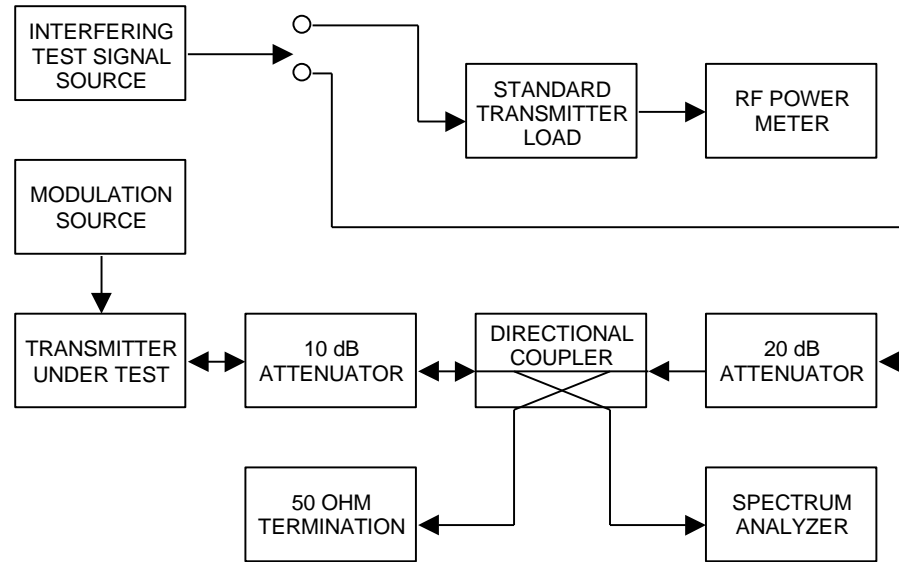 INTERFERING
TEST SIGNAL
SOURCE
STANDARD
TRANSMITTER
LOAD
RF POWER
METER
MODULATION
SOURCE
TRANSMITTER
UNDER TEST
10 dB
ATTENUATOR
DIRECTIONAL
COUPLER
20 dB
ATTENUATOR
50 OHM
TERMINATION
SPECTRUM
ANALYZER